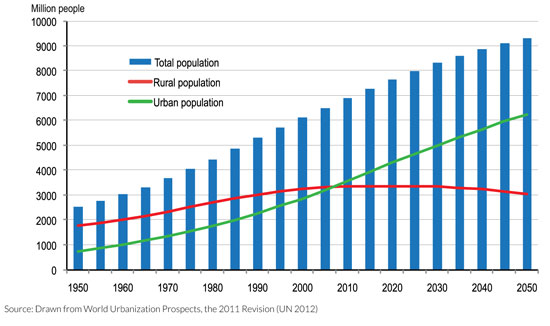 Million people
10000
9000
8000
7000
6000
5000
4000
3000
2000
1000
0
Total population
Rural population
Urban population
1950 1960 1970 1980 1990 2000 2010 2020 2030 2040 2050
Source: Drawn from World Urbanization Prospects, the 2011 Revision (UN 2012)